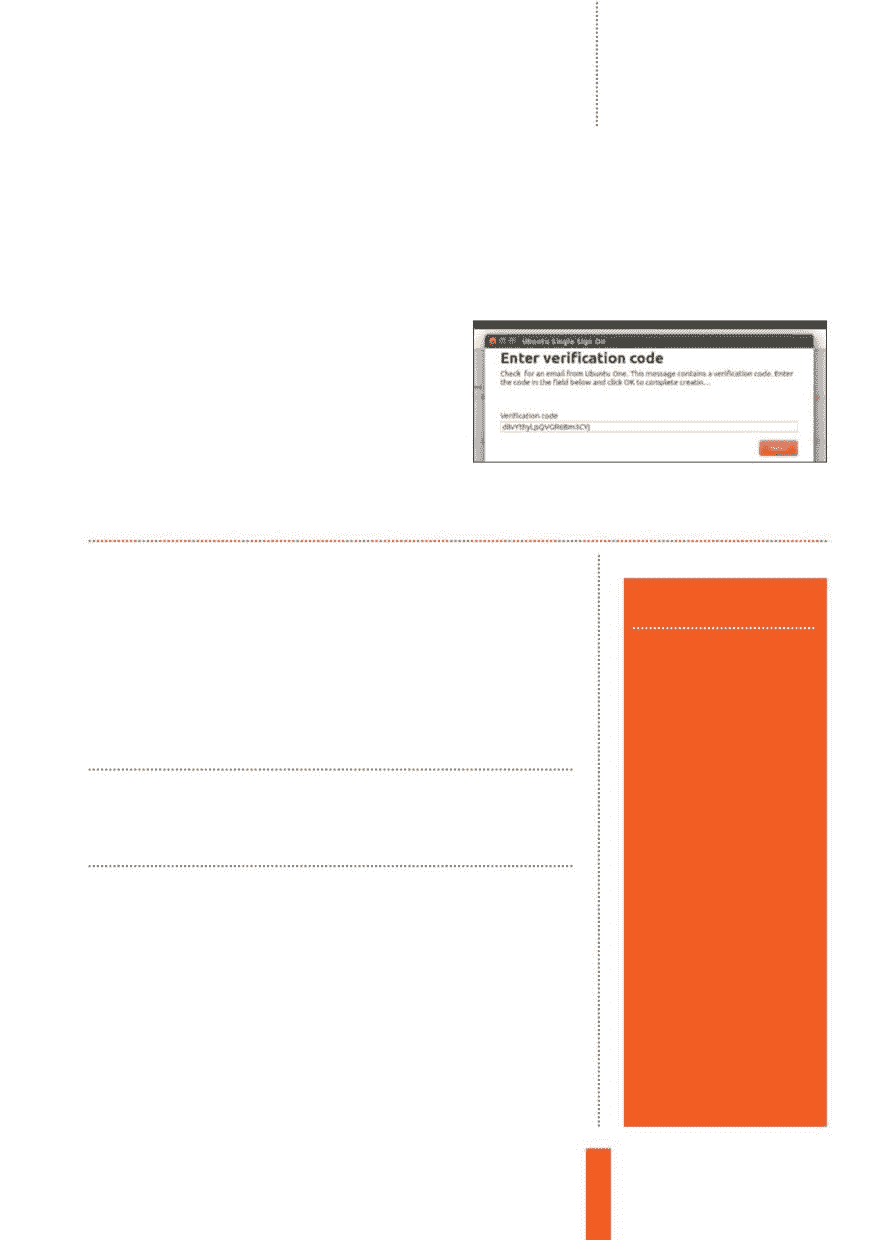 Ubuntu Single Sign On
Enter verification code
Check for an email from Ubuntu One. This message contains a verification code. Enter
the code in the field below and click OK to complete creatin...
Verification code